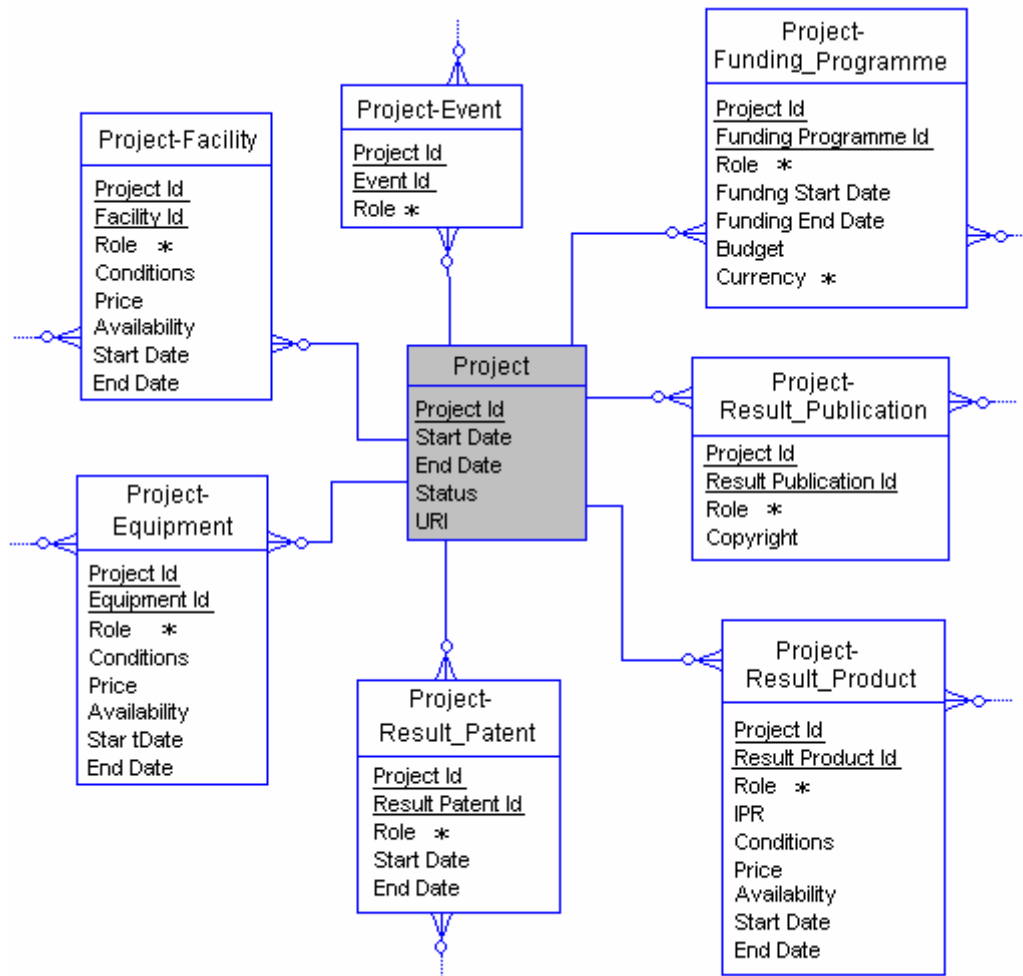 Project-
Funding_Programme
Project Id
Funding Programme Id
Role *
Fundng Start Date
Funding End Date
Budget
Currency *
Project-Event
Project Id
Event Id
Role *
Project-Facility
Project Id
Facility Id
Role *
Conditions
Price
Availability
Start Date
End Date
Project
Project Id
Start Date
End Date
Status
URI
Project-
Result_Publication
Project Id
Result Publication Id
Role *
Copyright
Project-
Equipment
Project Id
Equipment Id
Role *
Conditions
Price
Availability
Star tDate
End Date
Project-
Result_Patent
Project Id
Result Patent Id
Role *
Start Date
End Date
Project-
Result_Product
Project Id
Result Product Id
Role *
IPR
Conditions
Price
Availability
Start Date
End Date